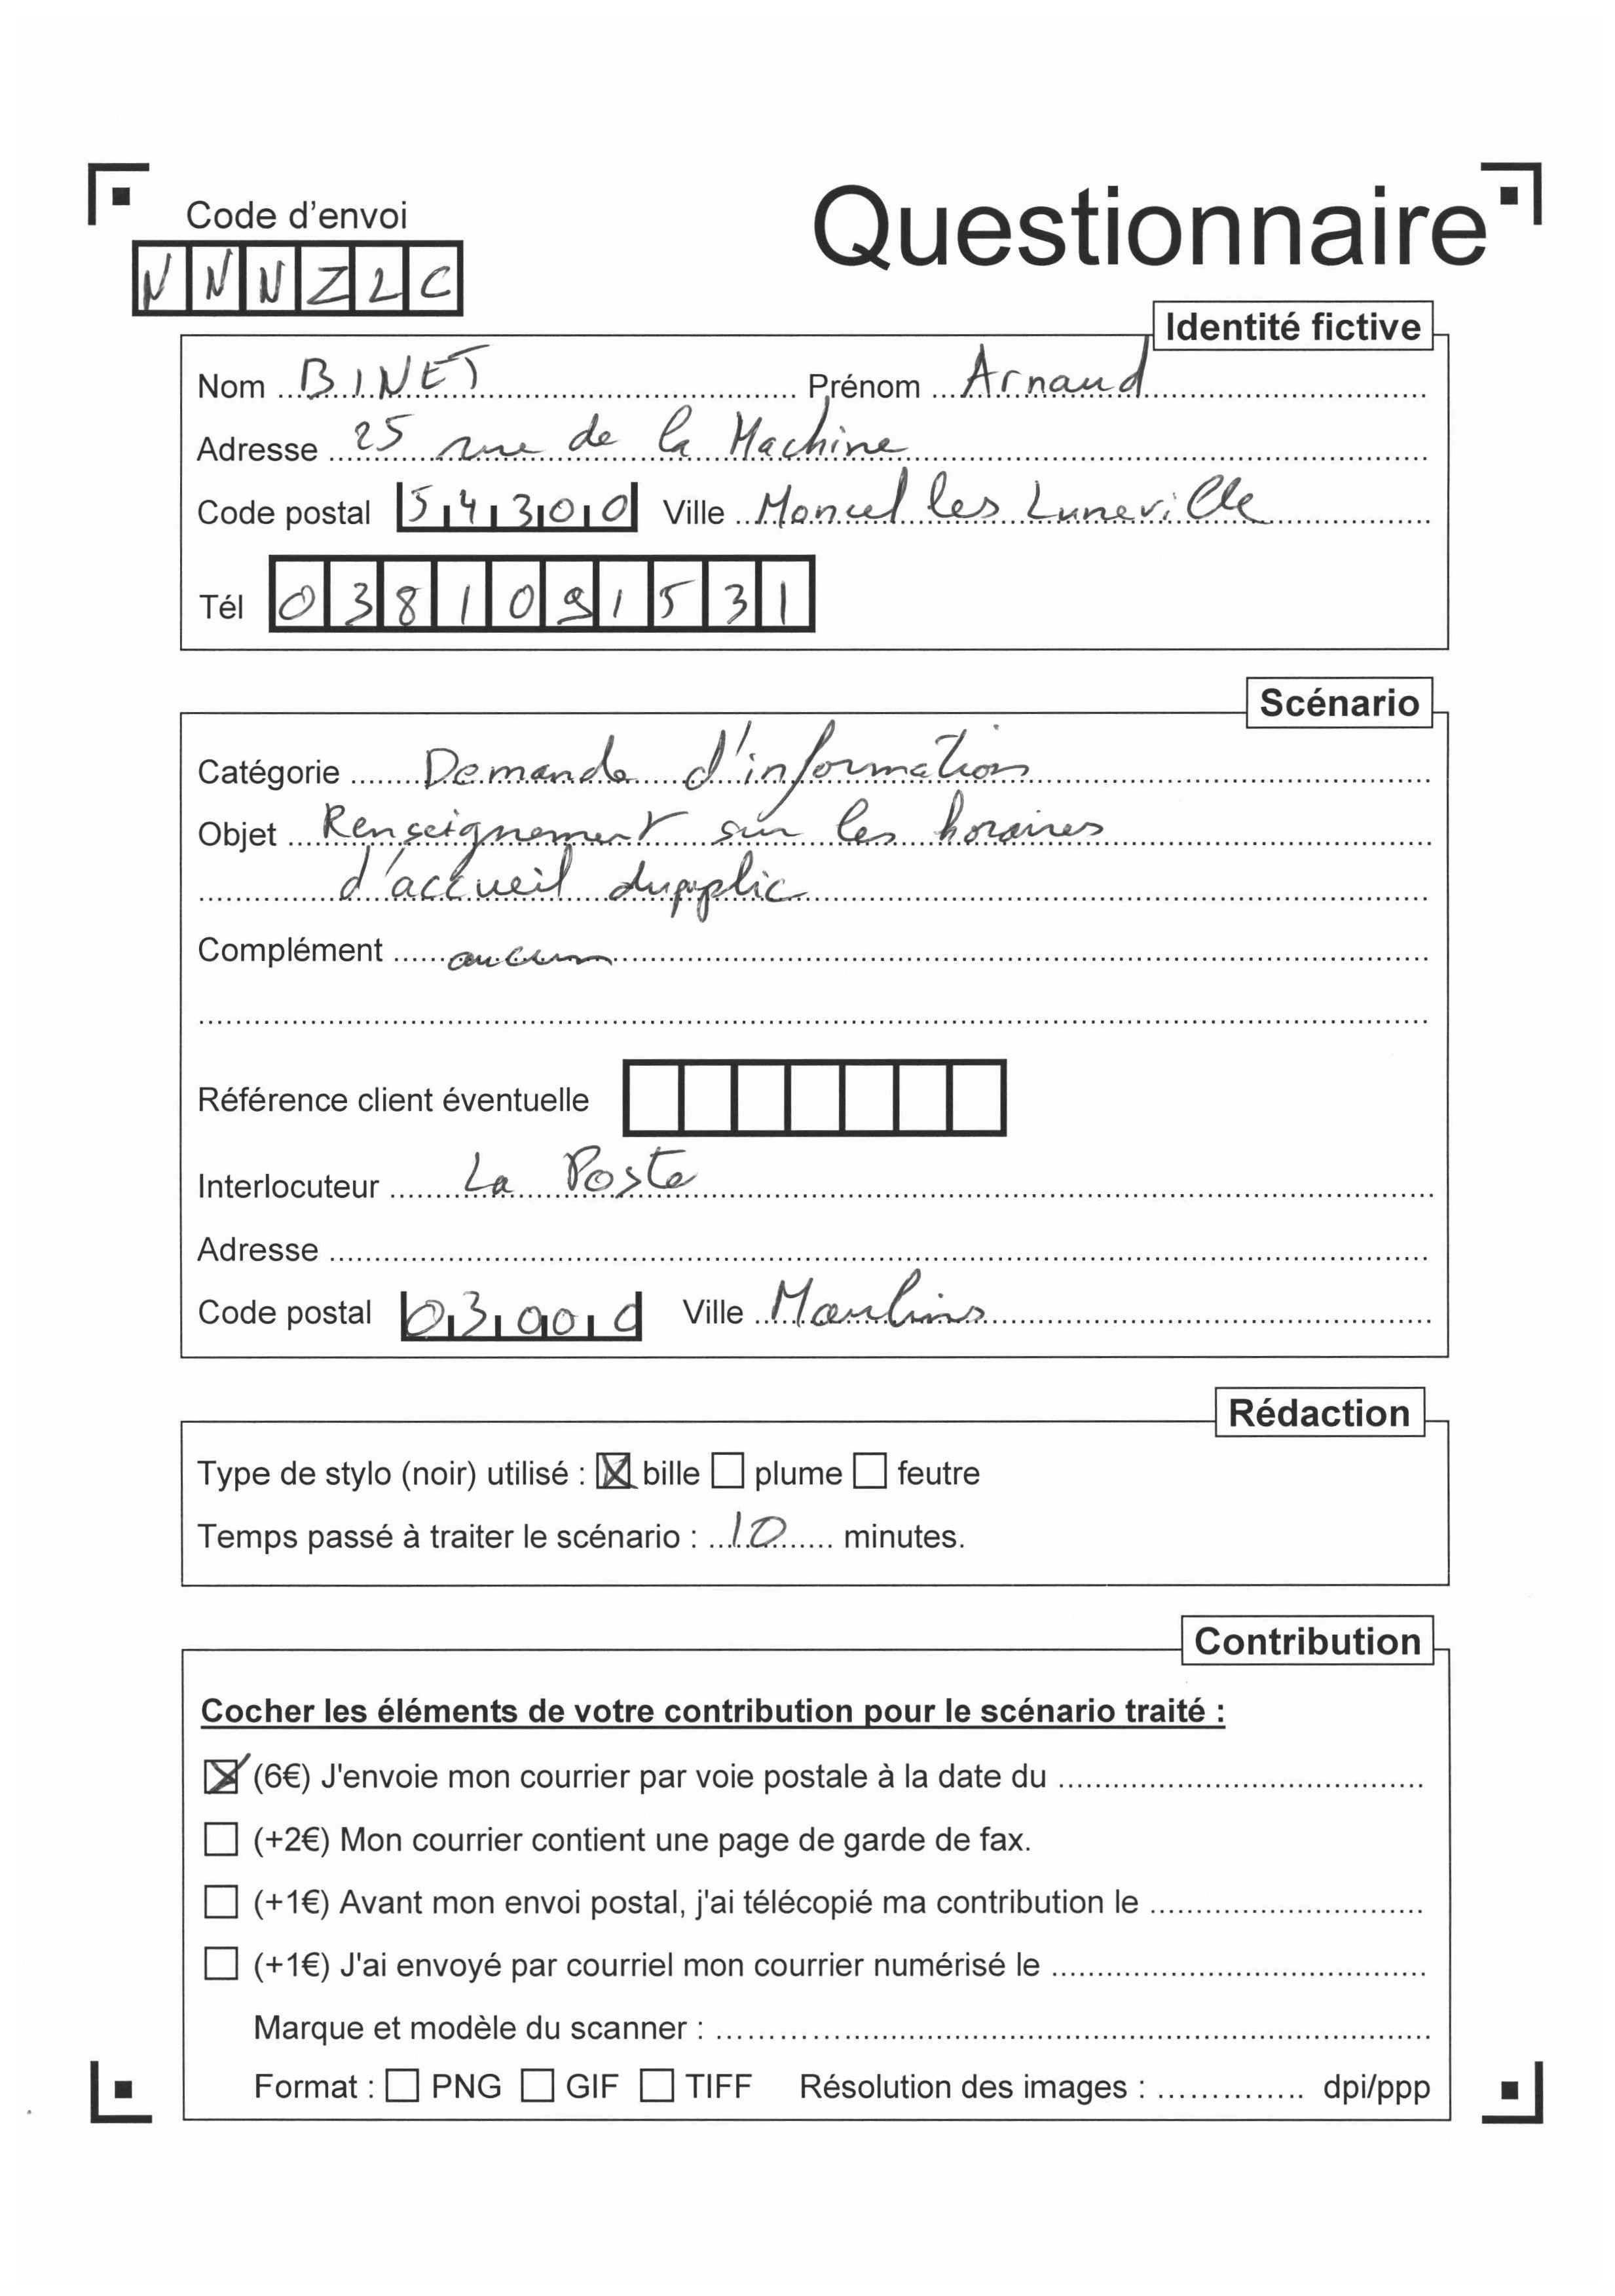 Code d'envoi
Questionnaire
NNNZLC
Identité fictive
Nom BINET Prénom Arnaud
Adresse 25 rue de la Machine
Code postal 54300 Ville Moncel les Luneville
Tél 0381091531
Scénario
Catégorie Demande d'information
Objet Renseignement sur les horaires
d'accueil du
Complément aucun
Référence client éventuelle
Interlocuteur La Poste
Adresse
Code postal 03000 Ville Moulins
Rédaction
Type de stylo (noir) utilisé : bille plume feutre
Temps passé à traiter le scénario : 10 minutes.
Contribution
Cocher les éléments de votre contribution pour le scénario traité :
(6€) J'envoie mon courrier par voie postale à la date du
(+2€) Mon courrier contient une page de garde de fax.
(+1€) Avant mon envoi postal, j'ai télécopié ma contribution le
(+1€) J'ai envoyé par courriel mon courrier numérisé le
Marque et modèle du scanner :
Format : PNG GIF TIFF Résolution des images : dpi/ppp